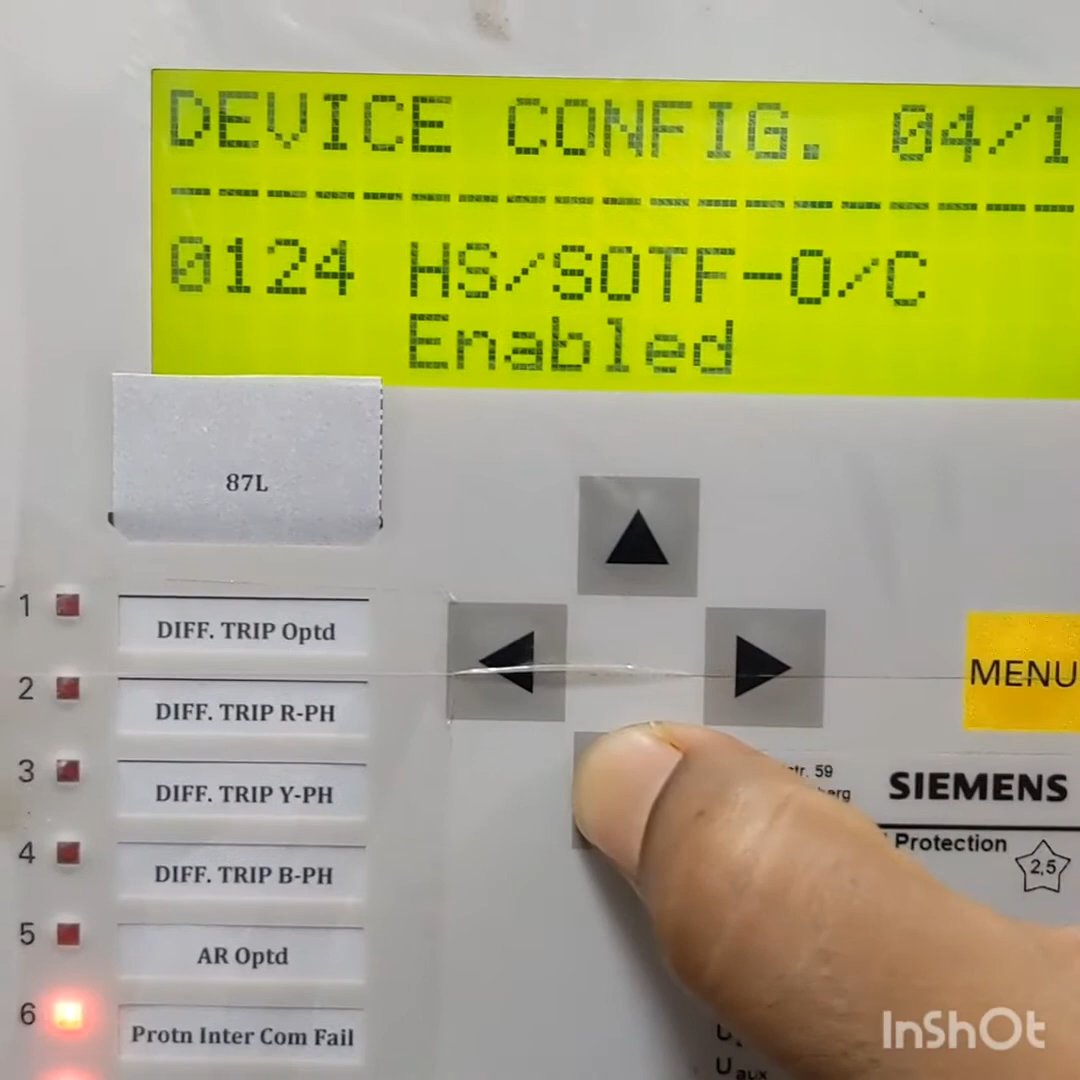 DEVICE CONFIG. 04/1
--------------------
0124 HS/SOTF-O/C
Enabled
87L
1
DIFF. TRIP Optd
2
DIFF. TRIP R-PH
MENU
3
DIFF. TRIP Y-PH
str. 59
berg
SIEMENS
4
DIFF. TRIP B-PH
Protection
2,5
5
AR Optd
6
Protn Inter Com Fail
InShOt
U aux